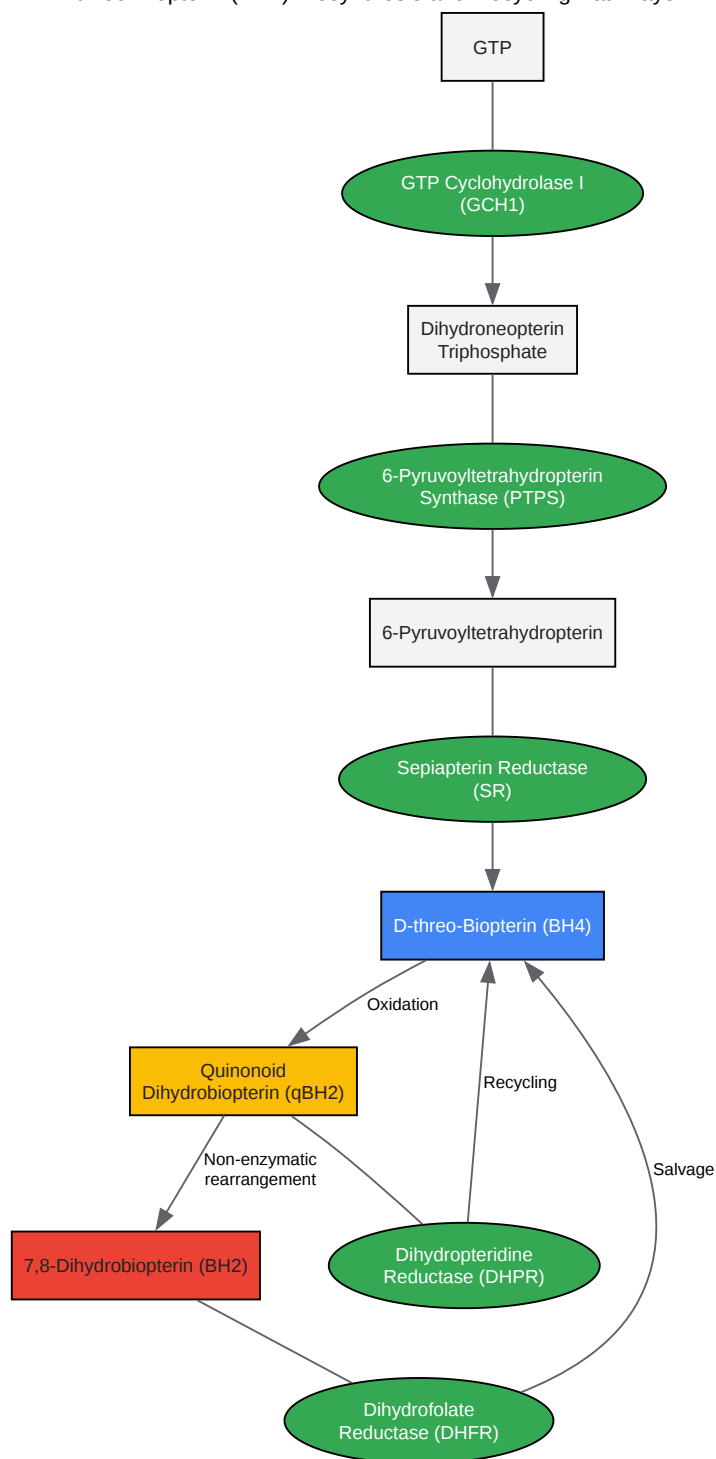 GTP
GTP Cyclohydrolase I
(GCH1)
Dihydroneopterin
Triphosphate
6-Pyruvoyltetrahydropterin
Synthase (PTPS)
6-Pyruvoyltetrahydropterin
Sepiapterin Reductase
(SR)
D-threo-Biopterin (BH4)
Oxidation
Quinonoid
Dihydrobiopterin (qBH2)
Recycling
Non-enzymatic
rearrangement
Salvage
7,8-Dihydrobiopterin (BH2)
Dihydropteridine
Reductase (DHPR)
Dihydrofolate
Reductase (DHFR)